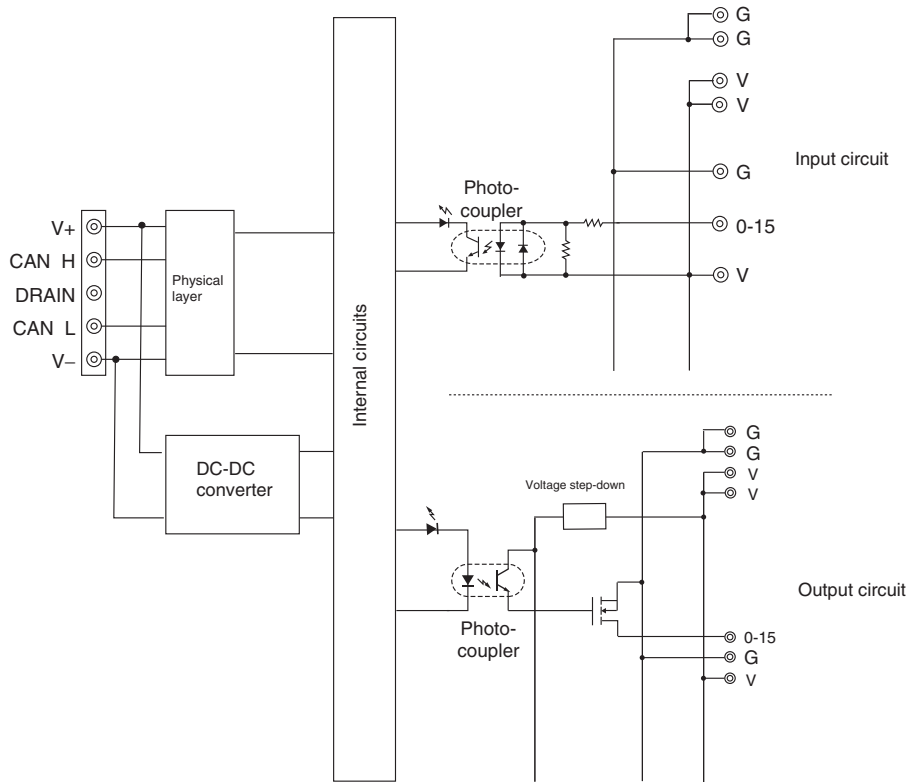 G
G
V
V
Input circuit
G
Photo-
coupler
0-15
V
V+
CAN H
DRAIN
CAN L
V–
Physical
layer
Internal circuits
DC-DC
converter
G
G
V
V
Voltage step-down
Output circuit
Photo-
coupler
0-15
G
V